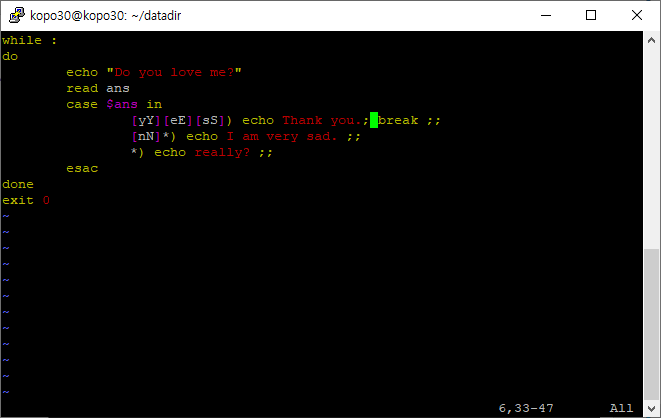 kopo30@kopo30: ~/datadir
while :
do
        echo "Do you love me?"
        read ans
        case $ans in
                [yY][eE][sS]) echo Thank you.; break ;;
                [nN]*) echo I am very sad. ;;
                *) echo really? ;;
        esac
done
exit 0
~
~
~
~
~
~
~
~
~
~
~
~
6,33-47 All